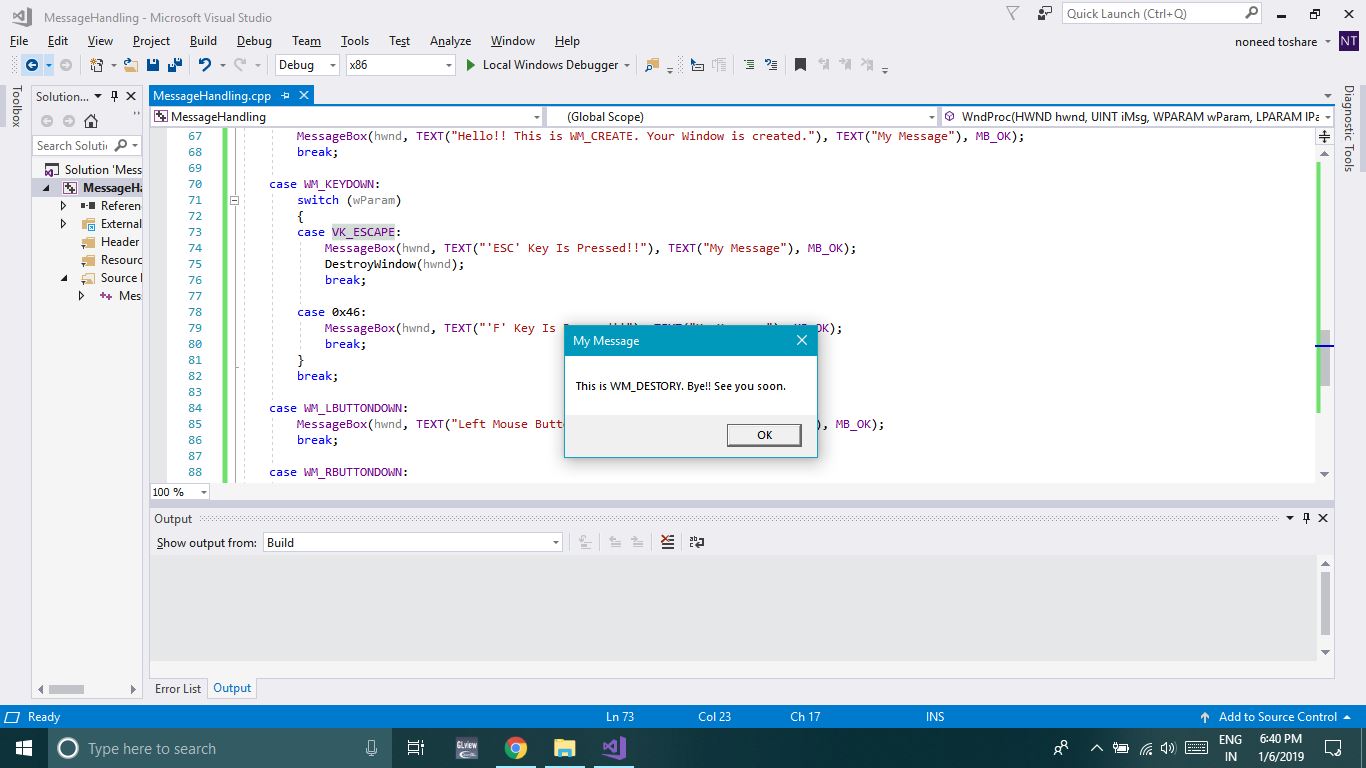 MessageHandling - Microsoft Visual Studio
Quick Launch (Ctrl+Q)
File Edit View Project Build Debug Team Tools Test Analyze Window Help
noneed toshare NT
Debug x86 Local Windows Debugger
Toolbox
Solution...
Search Solutic
Solution 'Mess
MessageHa
Referen
External
Header
Resourc
Source
Mes
MessageHandling.cpp
MessageHandling (Global Scope) WndProc(HWND hwnd, UINT iMsg, WPARAM wParam, LPARAM lPa
67 MessageBox(hwnd, TEXT("Hello!! This is WM_CREATE. Your Window is created."), TEXT("My Message"), MB_OK);
68 break;
69
70 case WM_KEYDOWN:
71 switch (wParam)
72 {
73 case VK_ESCAPE:
74 MessageBox(hwnd, TEXT("'ESC' Key Is Pressed!!"), TEXT("My Message"), MB_OK);
75 DestroyWindow(hwnd);
76 break;
77
78 case 0x46:
79 MessageBox(hwnd, TEXT("'F' Key Is OK);
80 break;
81 }
82 break;
83
84 case WM_LBUTTONDOWN:
85 MessageBox(hwnd, TEXT("Left Mouse Butt ), MB_OK);
86 break;
87
88 case WM_RBUTTONDOWN:
My Message
This is WM_DESTORY. Bye!! See you soon.
OK
100 %
Diagnostic Tools
Output
Show output from: Build
Error List Output
Ready Ln 73 Col 23 Ch 17 INS Add to Source Control
Type here to search
GLview
ENG
IN
6:40 PM
1/6/2019